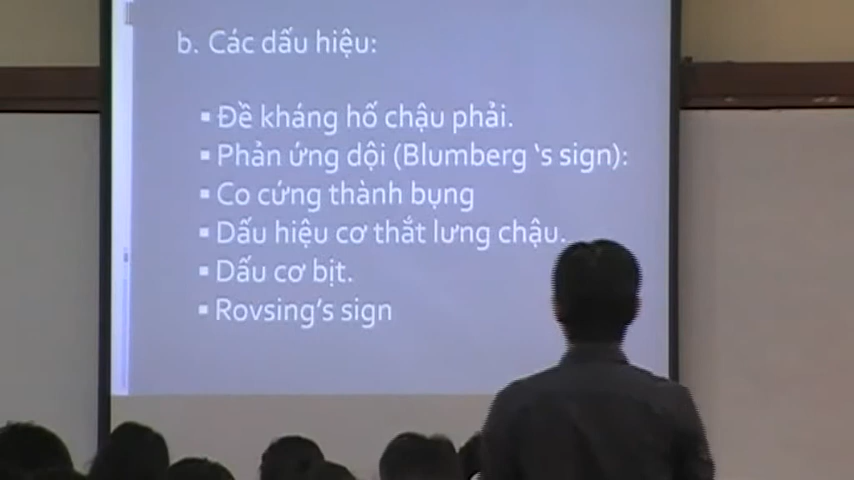 b. Các dấu hiệu:
▪ Đề kháng hố chậu phải.
▪ Phản ứng dội (Blumberg 's sign):
▪ Co cứng thành bụng
▪ Dấu hiệu cơ thắt lưng chậu.
▪ Dấu cơ bịt.
▪ Rovsing's sign